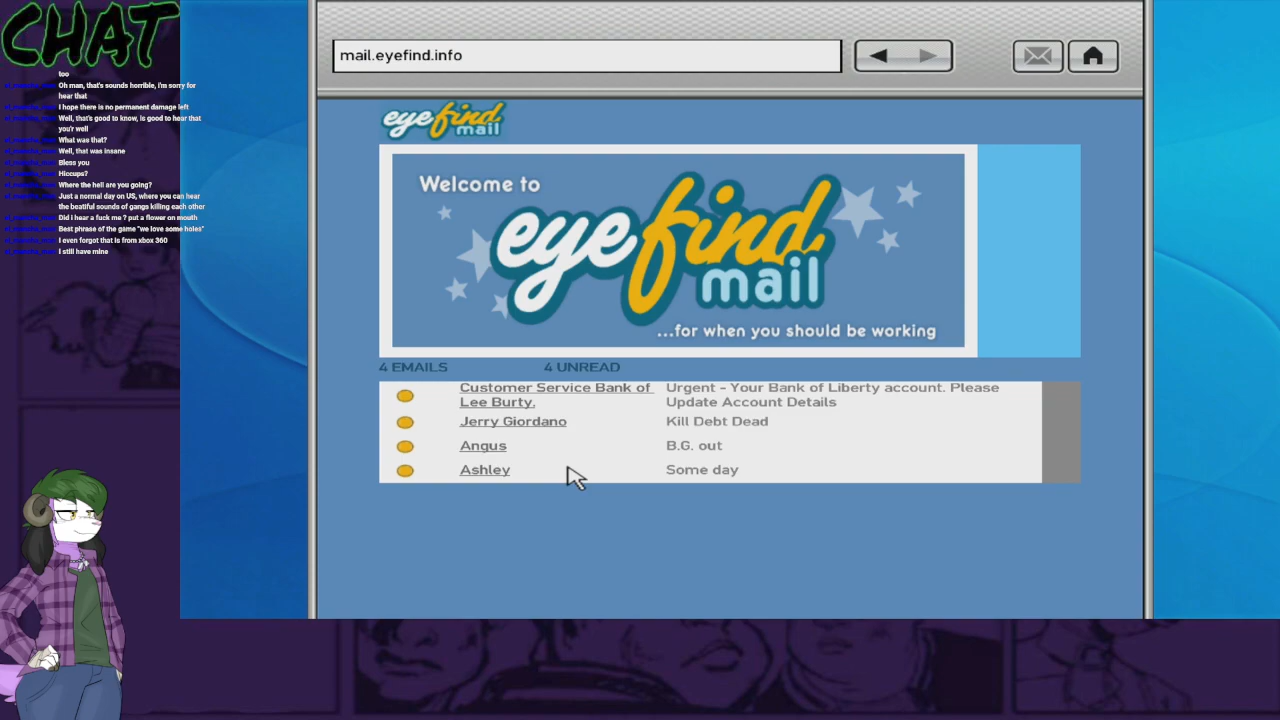 CHAT
too
Oh man, that's sounds horrible, i'm sorry for
hear that
I hope there is no permanent damage left
Well, that's good to know, is good to hear that
you'r well
What was that?
Well, that was insane
Bless you
Hiccups?
Where the hell are you going?
Just a normal day on US, where you can hear
the beatiful sounds of gangs killing each other
Did i hear a fuck me ? put a flower on mouth
Best phrase of the game "we love some holes"
I even forgot that is from xbox 360
I still have mine
mail.eyefind.info
eyefind.
mail
Welcome to
eyefind.
mail
...for when you should be working
4 EMAILS 4 UNREAD
Customer Service Bank of Urgent - Your Bank of Liberty account. Please
Lee Burty. Update Account Details
Jerry Giordano Kill Debt Dead
Angus B.G. out
Ashley Some day